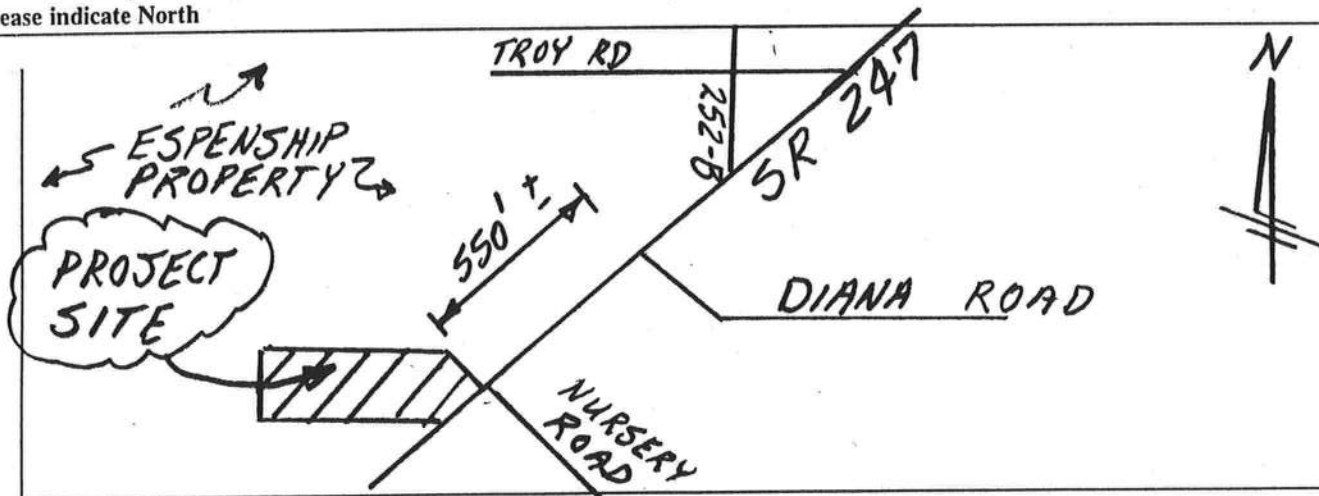 ease indicate North
TROY RD
252-B
SR 247
N
ESPENSHIP
PROPERTY
550' ±
PROJECT
SITE
DIANA ROAD
NURSERY
ROAD